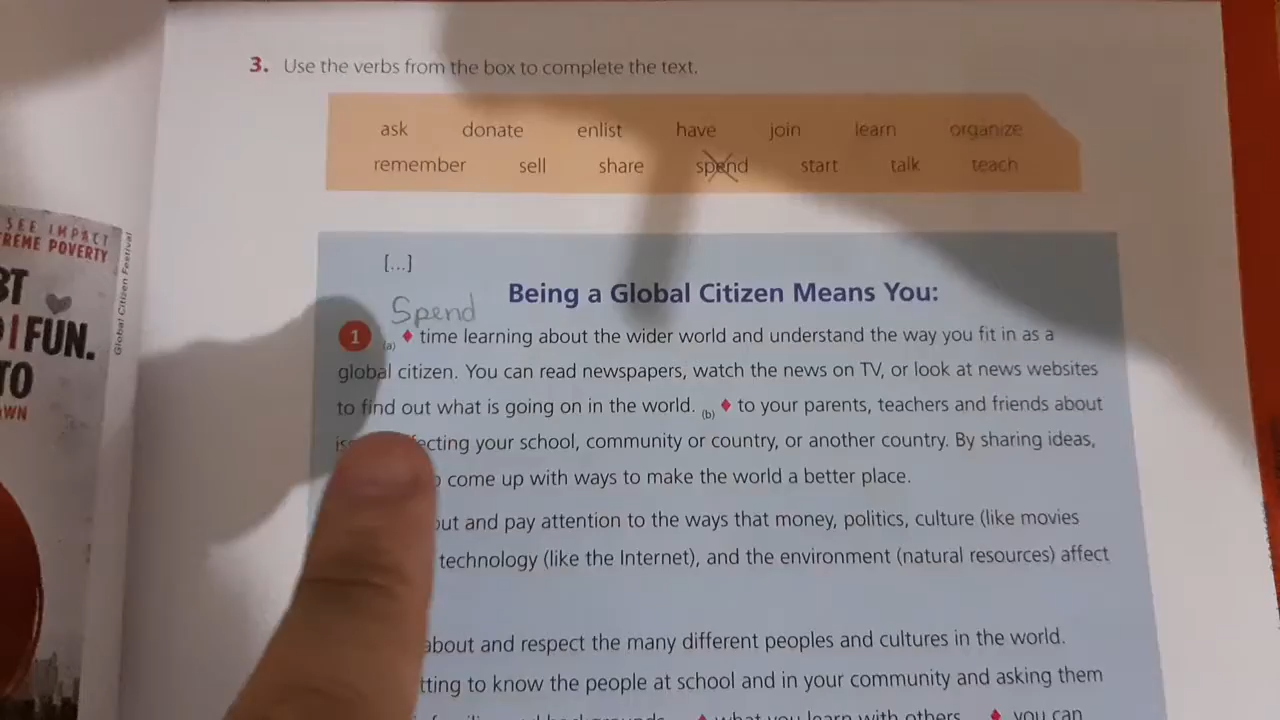 3. Use the verbs from the box to complete the text.
ask donate enlist have join learn organize
remember sell share spend start talk teach
SEE IMPACT
REME POVERTY
ST
FUN.
TO
OWN
Global Citizen Festival
[...]
Being a Global Citizen Means You:
Spend
1 (a) ♦ time learning about the wider world and understand the way you fit in as a
global citizen. You can read newspapers, watch the news on TV, or look at news websites
to find out what is going on in the world. (b) ♦ to your parents, teachers and friends about
ecting your school, community or country, or another country. By sharing ideas,
come up with ways to make the world a better place.
out and pay attention to the ways that money, politics, culture (like movies
technology (like the Internet), and the environment (natural resources) affect
about and respect the many different peoples and cultures in the world.
tting to know the people at school and in your community and asking them
♦ what you learn with others. ♦ you can